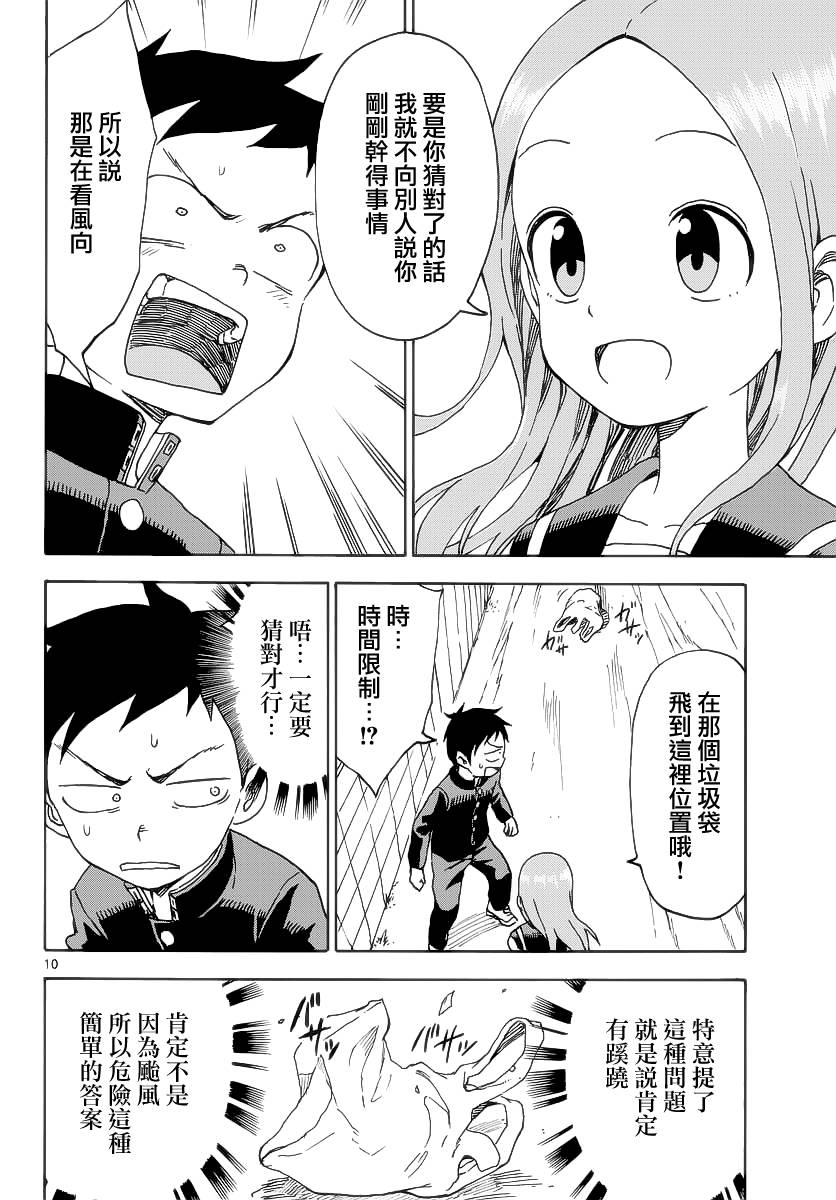 要是你猜對了的話
我就不向別人說你
剛剛幹得事情
所以說
那是在看風向
在那個垃圾袋
飛到這裡位置哦！
ガサ
ガサ
時…
時間限制…!?
唔…一定要
猜對才行…
特意提了
這種問題
就是說肯定
有蹊蹺
肯定不是
因為颱風
所以危險這種
簡單的答案
10